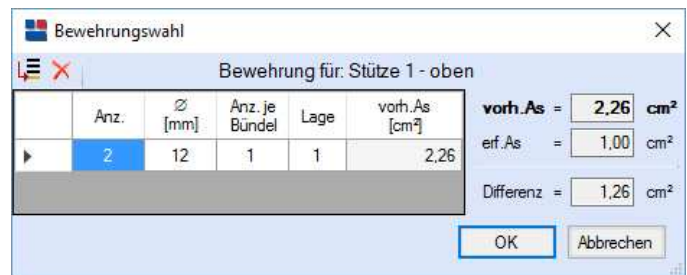 Bewehrungswahl
Bewehrung für: Stütze 1 - oben
Anz. Ø [mm] Anz. je Bündel Lage vorh.As [cm²]
2 12 1 1 2,26
vorh.As = 2,26 cm²
erf.As = 1,00 cm²
Differenz = 1,26 cm²
OK Abbrechen